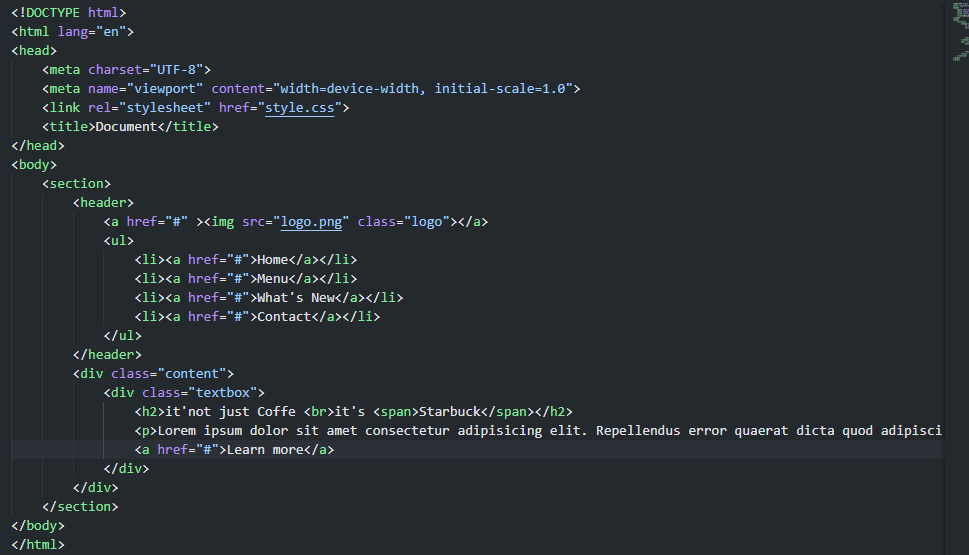 <!DOCTYPE html>
<html lang="en">
<head>
    <meta charset="UTF-8">
    <meta name="viewport" content="width=device-width, initial-scale=1.0">
    <link rel="stylesheet" href="style.css">
    <title>Document</title>
</head>
<body>
    <section>
        <header>
            <a href="#" ><img src="logo.png" class="logo"></a>
            <ul>
                <li><a href="#">Home</a></li>
                <li><a href="#">Menu</a></li>
                <li><a href="#">What's New</a></li>
                <li><a href="#">Contact</a></li>
            </ul>
        </header>
        <div class="content">
            <div class="textbox">
                <h2>it'not just Coffe <br>it's <span>Starbuck</span></h2>
                <p>Lorem ipsum dolor sit amet consectetur adipisicing elit. Repellendus error quaerat dicta quod adipisci
                <a href="#">Learn more</a>
            </div>
        </div>
    </section>
</body>
</html>